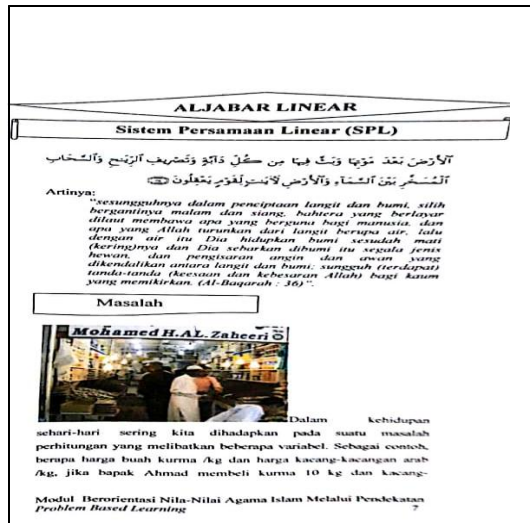 ALJABAR LINEAR
Sistem Persamaan Linear (SPL)
ٱلْأَرْضَ بَعْدَ مَوْتِهَا وَبَثَّ فِيهَا مِن كُلِّ دَآبَّةٍ وَتَصْرِيفِ ٱلرِّيَـٰحِ وَٱلسَّحَابِ
ٱلْمُسَخَّرِ بَيْنَ ٱلسَّمَآءِ وَٱلْأَرْضِ لَأَيَـٰتٍ لِّقَوْمٍ يَعْقِلُونَ
Artinya:
"sesungguhnya dalam penciptaan langit dan bumi, silih
bergantinya malam dan siang, bahtera yang berlayar
dilaut membawa apa yang berguna bagi manusia, dan
apa yang Allah turunkan dari langit berupa air, lalu
dengan air itu Dia hidupkan bumi sesudah mati
(kering)nya dan Dia sebarkan dibumi itu segala jenis
hewan, dan pengisaran angin dan awan yang
dikendalikan antara langit dan bumi; sungguh (terdapat)
tanda-tanda (keesaan dan kebesaran Allah) bagi kaum
yang memikirkan. (Al-Baqarah : 36)".
Masalah
Mohamed H.AL. Zaheeri
Dalam kehidupan
sehari-hari sering kita dihadapkan pada suatu masalah
perhitungan yang melibatkan beberapa variabel. Sebagai contoh,
berapa harga buah kurma /kg dan harga kacang-kacangan arab
/kg, jika bapak Ahmad membeli kurma 10 kg dan kacang-
Modul Berorientasi Nila-Nilai Agama Islam Melalui Pendekatan
Problem Based Learning 7